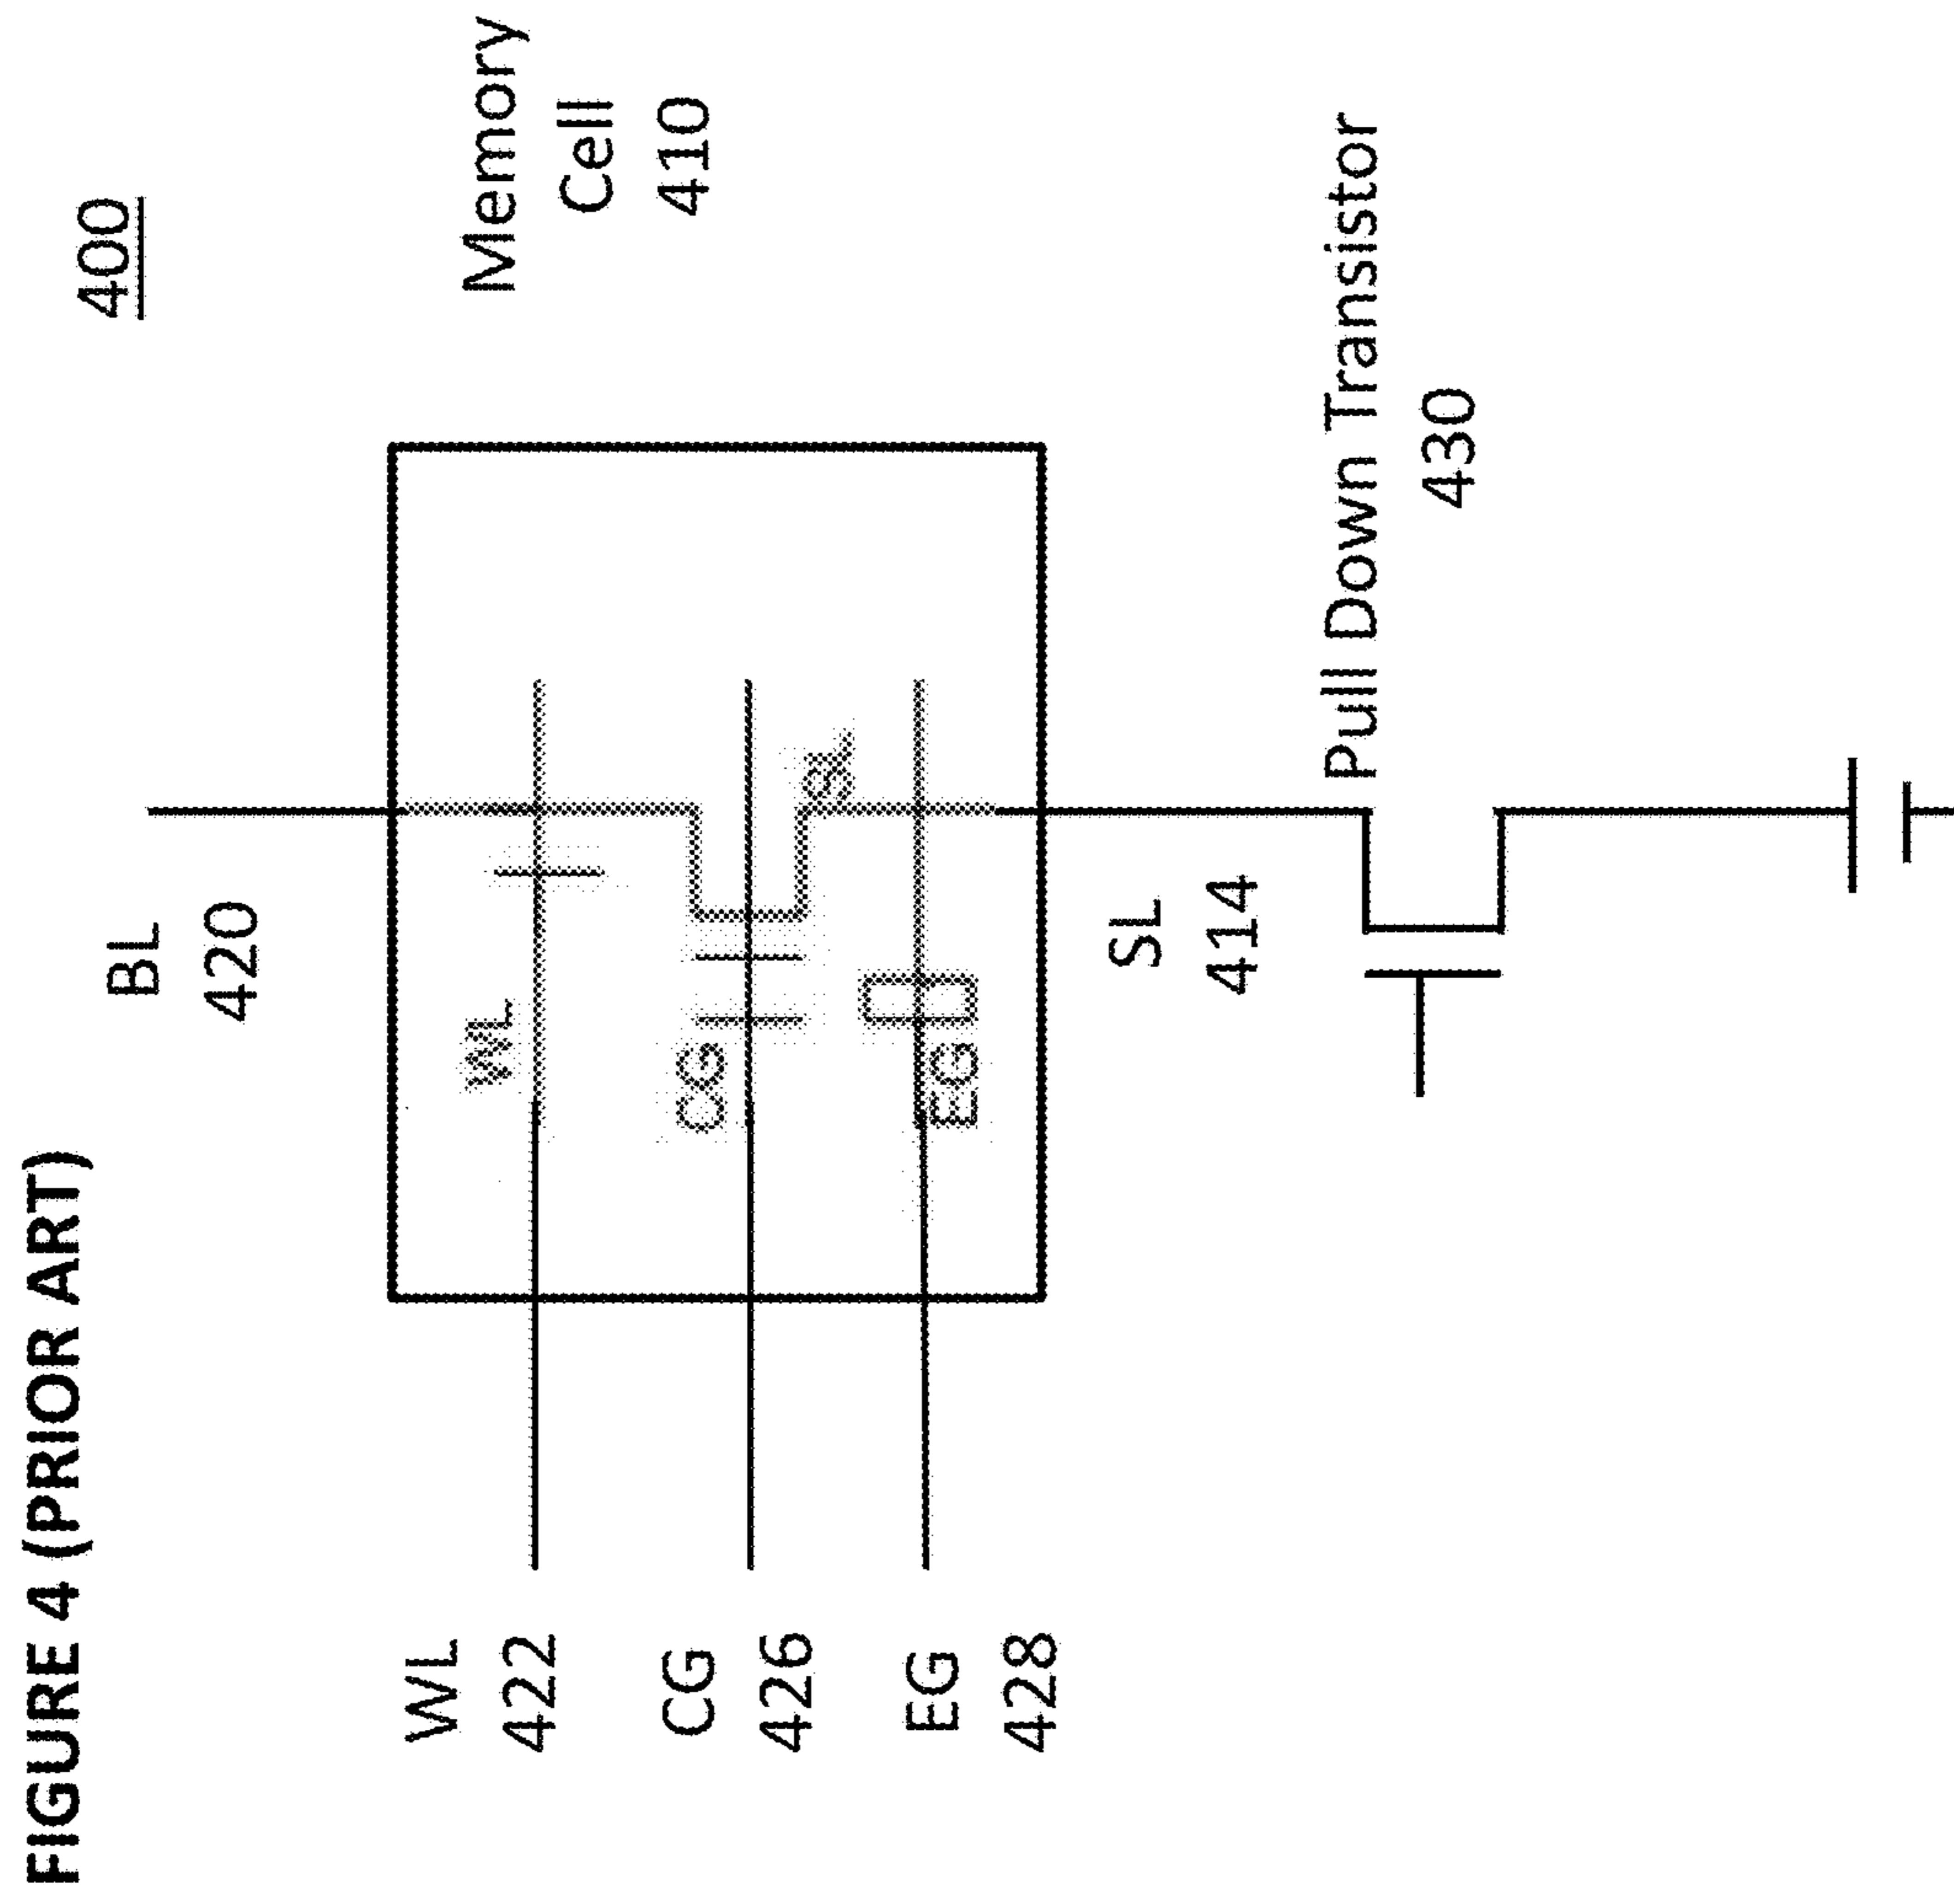 FIGURE 4 (PRIOR ART)
400
BL
420
WL
422
CG
426
EG
428
WL
CG
EG
SL
Memory
Cell
410
SL
414
Pull Down Transistor
430